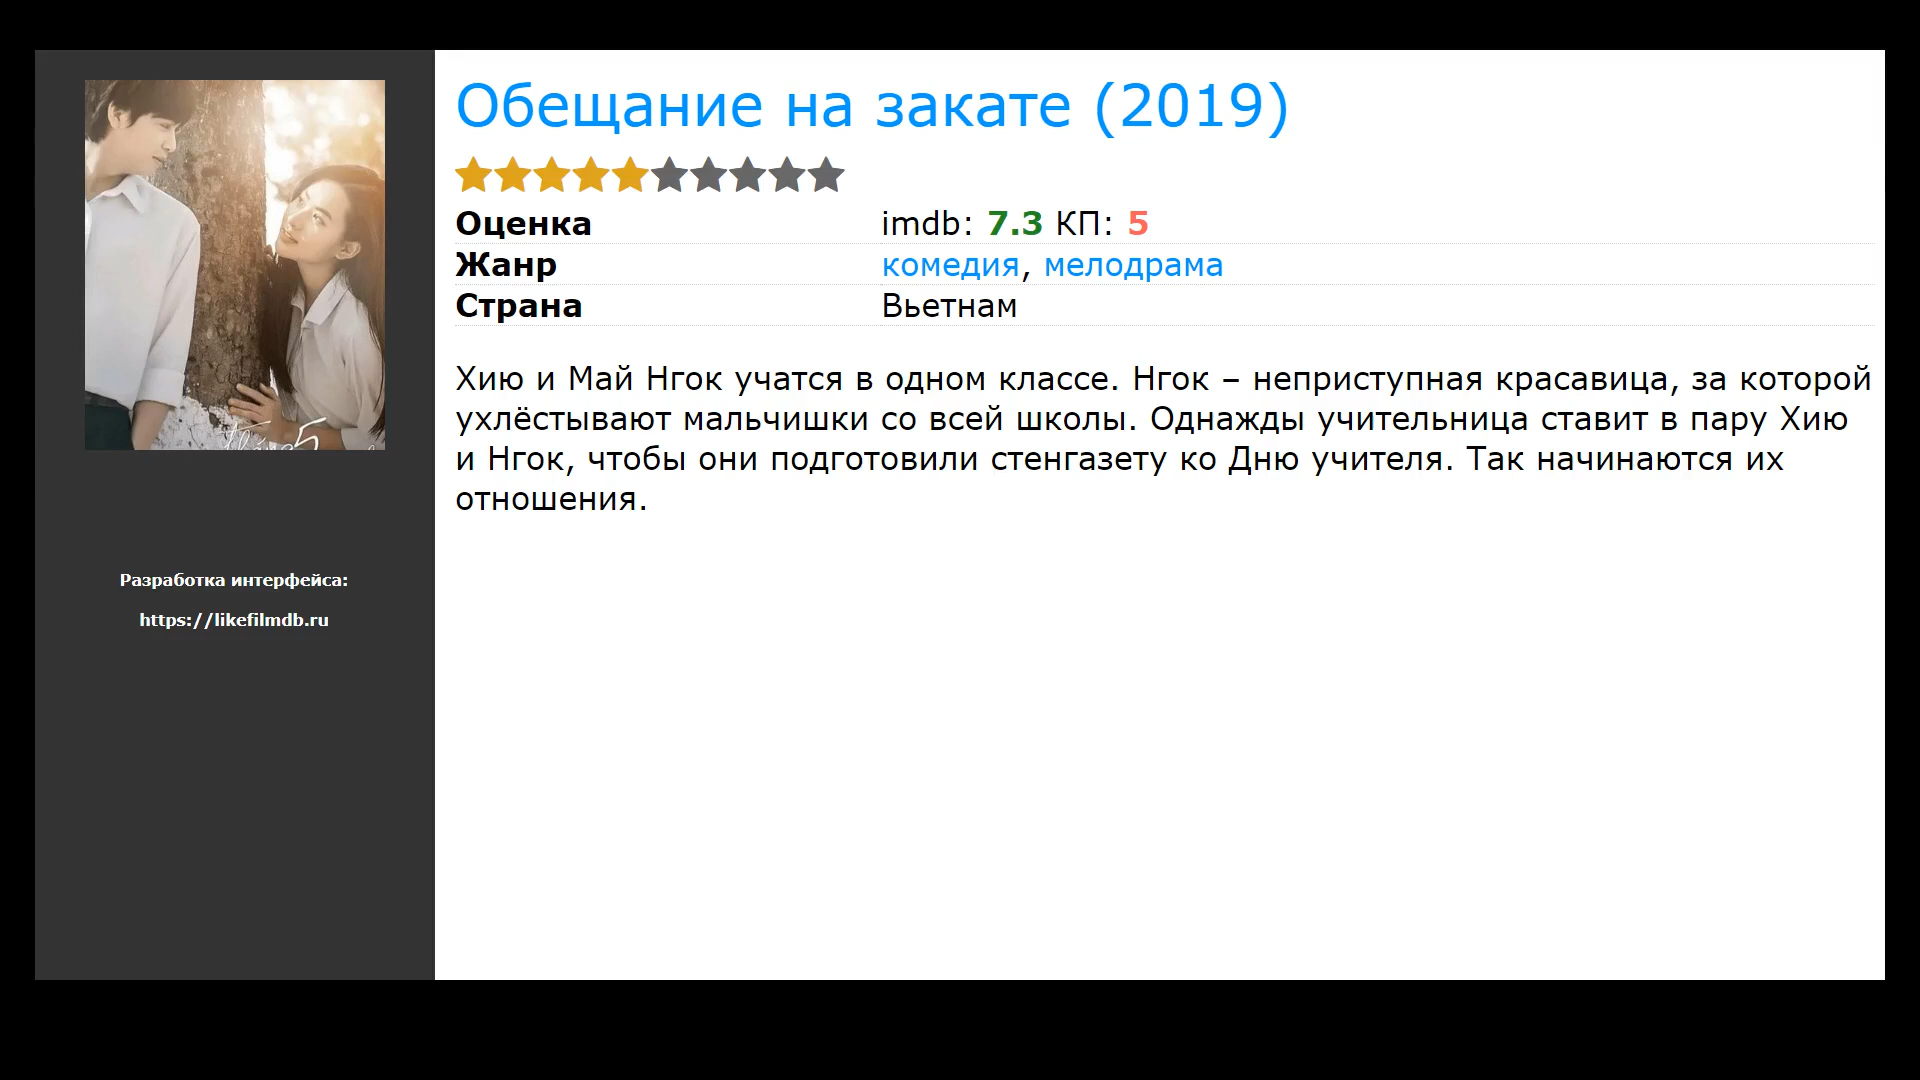 Обещание на закате (2019)
Оценка imdb: 7.3 КП: 5
Жанр комедия, мелодрама
Страна Вьетнам
Хию и Май Нгок учатся в одном классе. Нгок – неприступная красавица, за которой
ухлёстывают мальчишки со всей школы. Однажды учительница ставит в пару Хию
и Нгок, чтобы они подготовили стенгазету ко Дню учителя. Так начинаются их
отношения.
Разработка интерфейса:
https://likefilmdb.ru